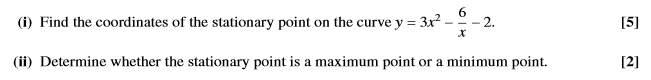 (i) Find the coordinates of the stationary point on the curve y = 3x² − 6/x − 2. [5]
(ii) Determine whether the stationary point is a maximum point or a minimum point. [2]